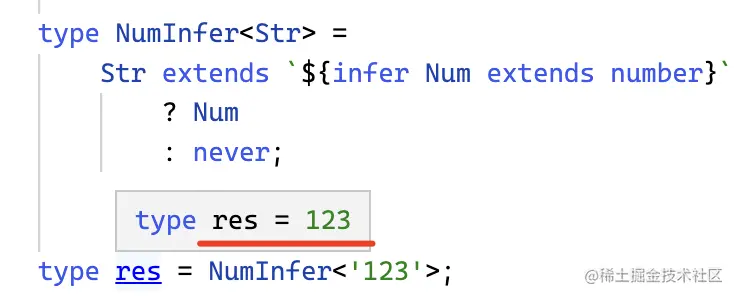 type NumInfer<Str> =
    Str extends `${infer Num extends number}`
        ? Num
        : never;
type res = 123
type res = NumInfer<'123'>;
@稀土掘金技术社区